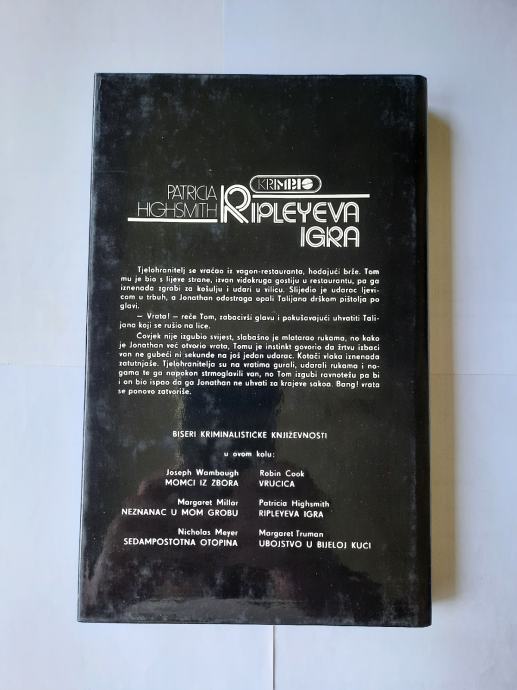 KRIMBIS
PATRICIA
HIGHSMITH
RIPLEYEVA
IGRA
Tjelohranitelj se vraćao iz vagon-restauranta, hodajući brže. Tom
mu je bio s lijeve strane, izvan vidokruga gostiju u restaurantu, pa ga
iznenada zgrabi za košulju i udari u vilicu. Slijedio je udarac ljevi-
com u trbuh, a Jonathan odostraga opali Talijana drškom pištolja po
glavi.
— Vrata! — reče Tom, zabacivši glavu i pokušavajući uhvatiti Tali-
jana koji se rušio na lice.
Čovjek nije izgubio svijest, slabašno je mlatarao rukama, no kako
je Jonathan već otvorio vrata, Tomu je instinkt govorio da žrtvu izbaci
van ne gubeći ni sekunde na još jedan udarac. Kotači vlaka iznenada
zatutnjaše. Tjelohranitelja su na vratima gurali, udarali rukama i no-
gama te ga napokon strmoglavili van, no Tom izgubi ravnotežu pa bi
i on bio ispao da ga Jonathan ne uhvati za krajeve sakoa. Bang! vrata
se ponovo zatvoriše.
BISERI KRIMINALISTIČKE KNJIŽEVNOSTI
u ovom kolu:
Joseph Wambaugh
MOMCI IZ ZBORA
Robin Cook
VRUCICA
Margaret Millar
NEZNANAC U MOM GROBU
Patricia Highsmith
RIPLEYEVA IGRA
Nicholas Meyer
SEDAMPOSTOTNA OTOPINA
Margaret Truman
UBOJSTVO U BIJELOJ KUĆI